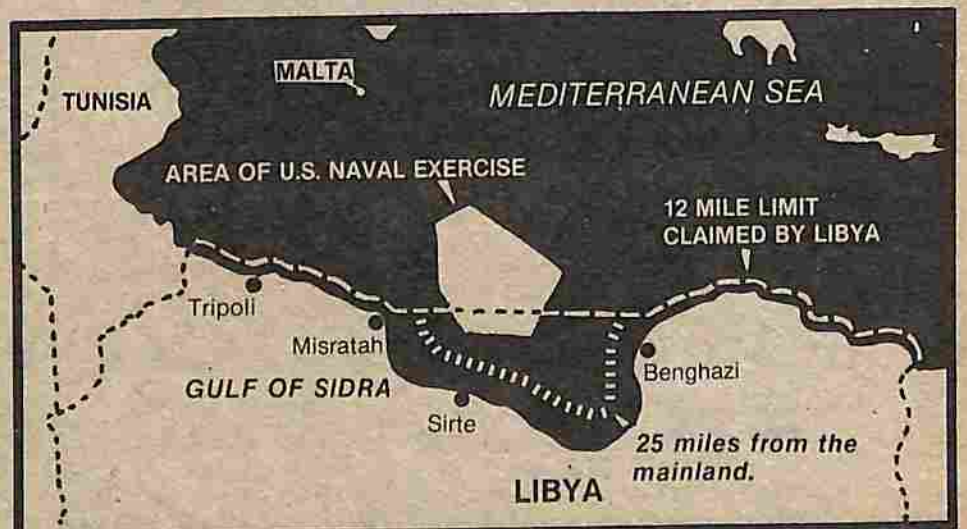 TUNISIA
MALTA
MEDITERRANEAN SEA
AREA OF U.S. NAVAL EXERCISE
12 MILE LIMIT
CLAIMED BY LIBYA
Tripoli
Misratah
GULF OF SIDRA
Sirte
Benghazi
25 miles from the
mainland.
LIBYA